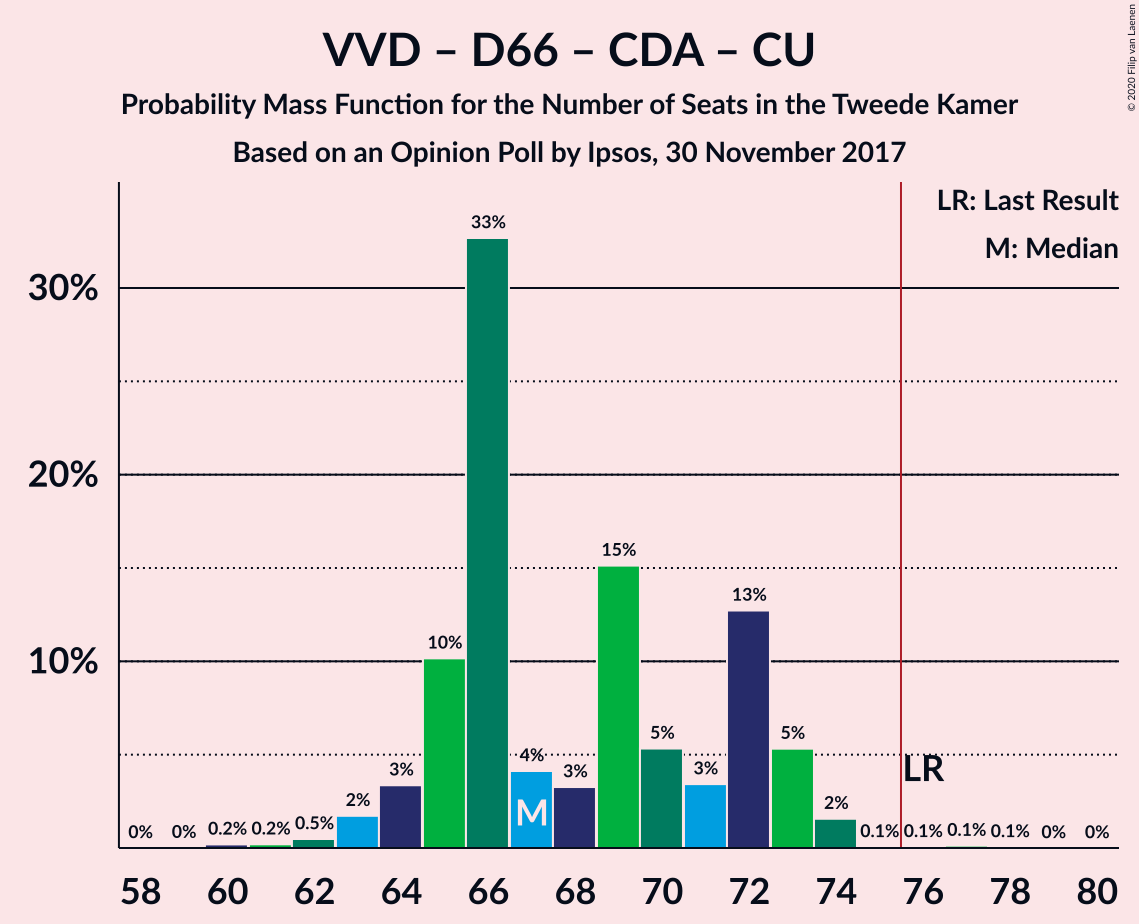 VVD – D66 – CDA – CU
Probability Mass Function for the Number of Seats in the Tweede Kamer
Based on an Opinion Poll by Ipsos, 30 November 2017
© 2020 Filip van Laenen
LR: Last Result
M: Median
30%
20%
10%
0% 0% 0.2% 0.2% 0.5% 2% 3% 10% 33% 4% 3% 15% 5% 3% 13% 5% 2% 0.1% 0.1% 0.1% 0.1% 0% 0%
M
LR
58 60 62 64 66 68 70 72 74 76 78 80